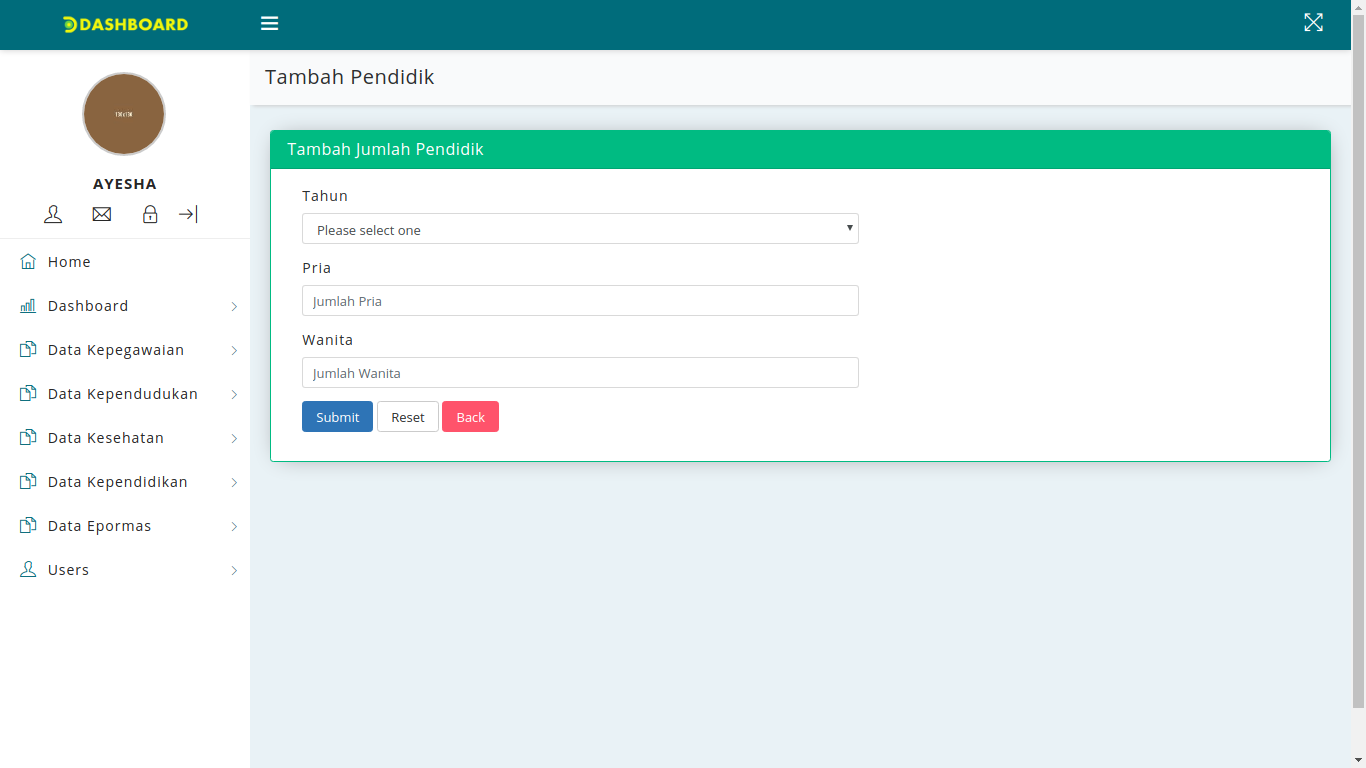 DASHBOARD
Tambah Pendidik
AYESHA
Home
Dashboard
Data Kepegawaian
Data Kependudukan
Data Kesehatan
Data Kependidikan
Data Epormas
Users
Tambah Jumlah Pendidik
Tahun
Please select one
Pria
Jumlah Pria
Wanita
Jumlah Wanita
Submit Reset Back